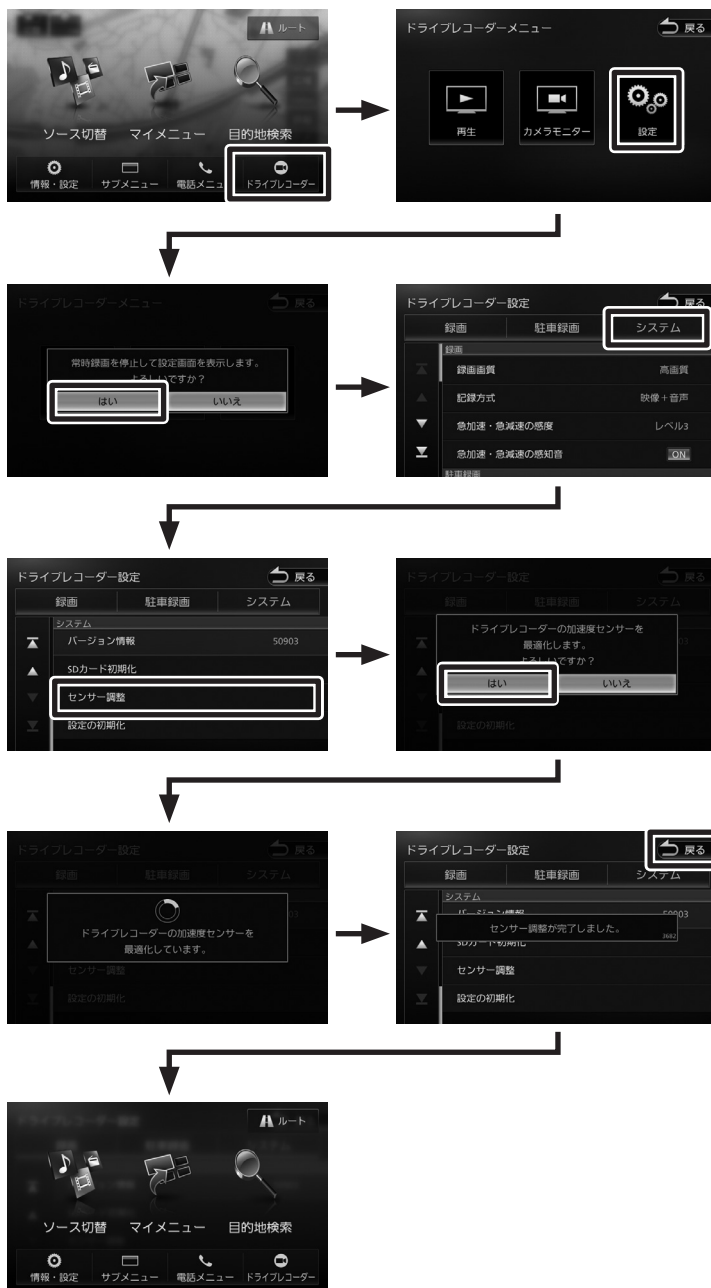 ルート
ソース切替 マイメニュー 目的地検索
情報・設定 サブメニュー 電話メニュ ドライブレコーダー
ドライブレコーダーメニュー 戻る
再生 カメラモニター 設定
ドライブレコーダーメニュー 戻る
常時録画を停止して設定画面を表示します。
よろしいですか？
はい いいえ
ドライブレコーダー設定 戻る
録画 駐車録画 システム
録画
録画画質 高画質
記録方式 映像＋音声
急加速・急減速の感度 レベル3
急加速・急減速の感知音 ON
駐車録画
ドライブレコーダー設定 戻る
録画 駐車録画 システム
システム
バージョン情報 50903
SDカード初期化
センサー調整
設定の初期化
ドライブレコーダー設定 戻る
録画 駐車録画 システム
ドライブレコーダーの加速度センサーを
最適化します。
よろしいですか？
はい いいえ
設定の初期化
ドライブレコーダー設定 戻る
録画 駐車録画 システム
ドライブレコーダーの加速度センサーを
最適化しています。
センサー調整
設定の初期化
ドライブレコーダー設定 戻る
録画 駐車録画 システム
システム
バージョン情報 50903
センサー調整が完了しました。
3682
SDカード初期化
センサー調整
設定の初期化
ルート
ソース切替 マイメニュー 目的地検索
情報・設定 サブメニュー 電話メニュー ドライブレコーダー